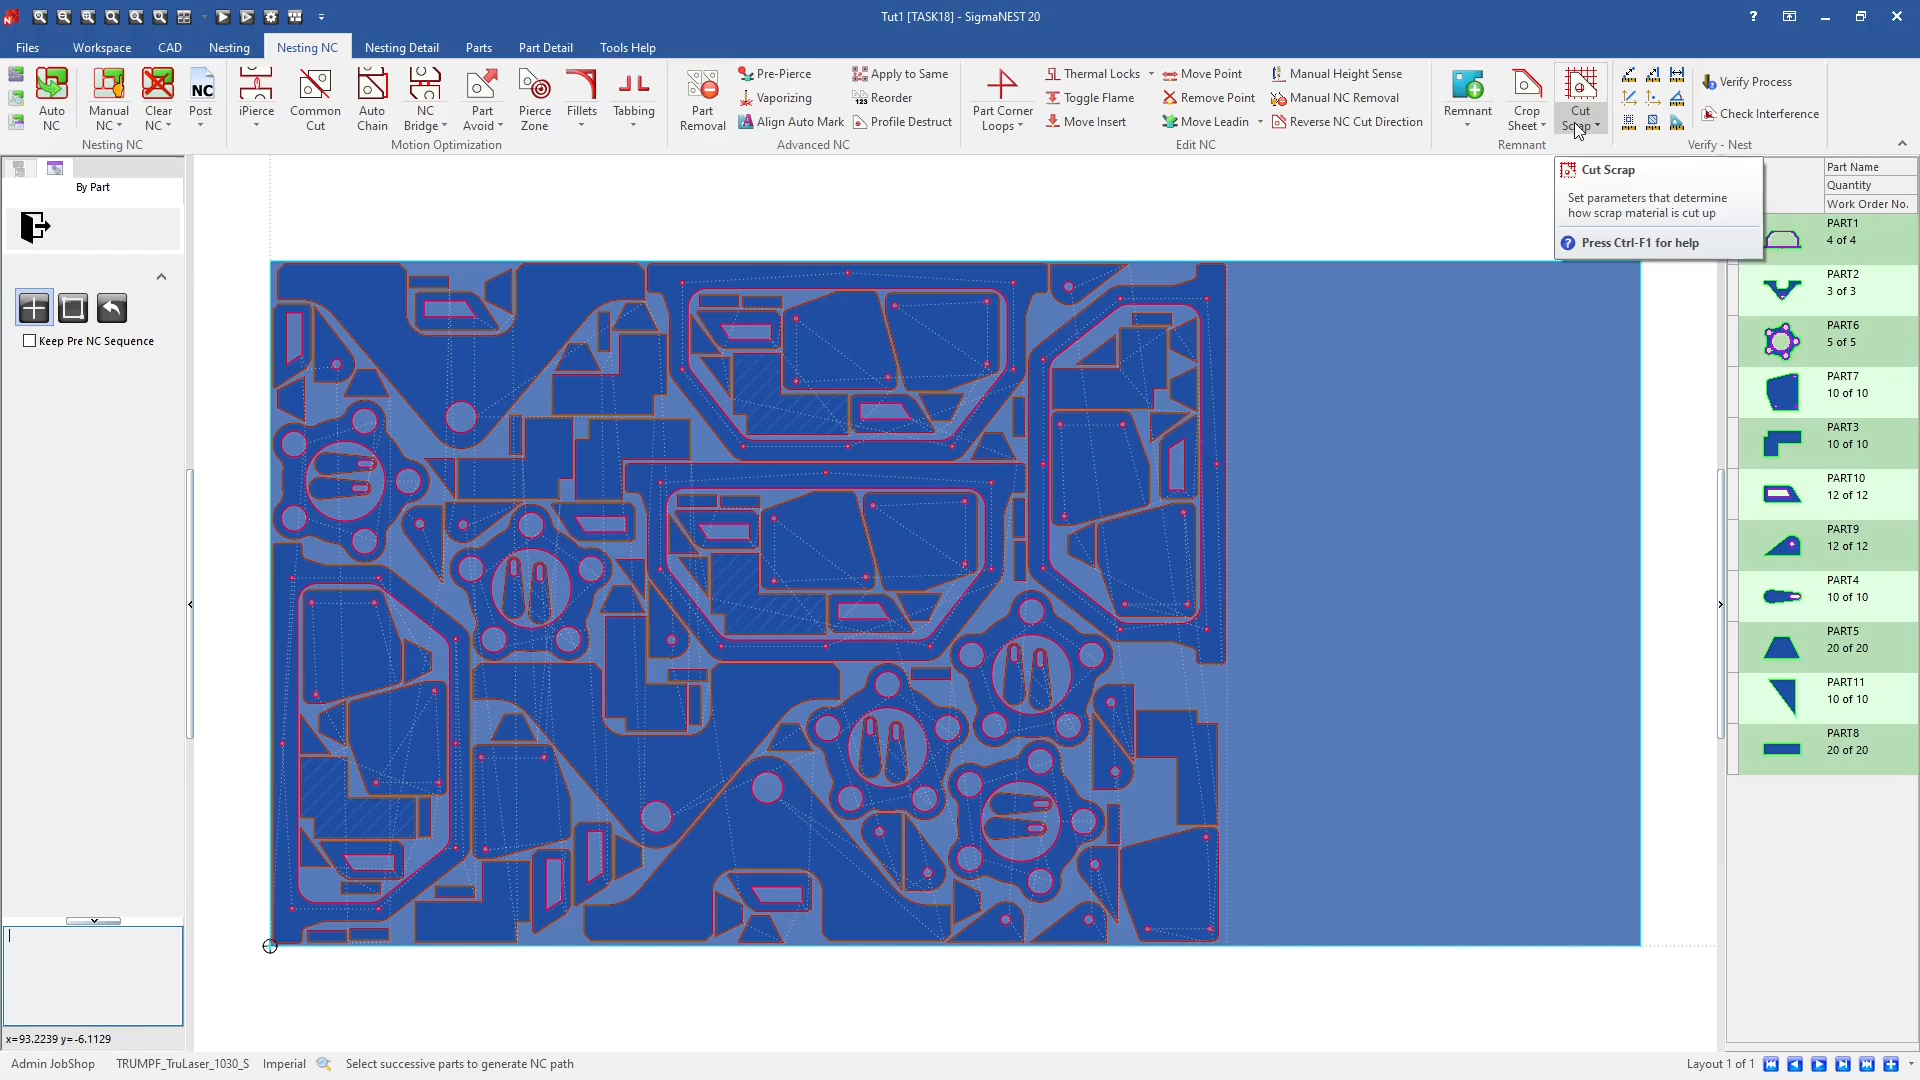 Tut1 [TASK18] - SigmaNEST 20
Files Workspace CAD Nesting Nesting NC Nesting Detail Parts Part Detail Tools Help
Auto NC
Manual NC
Clear NC
NC
Post
Nesting NC
iPierce
Common Cut
Auto Chain
NC Bridge
Part Avoid
Pierce Zone
Fillets
Tabbing
Motion Optimization
Part Removal
Pre-Pierce
Vaporizing
Align Auto Mark
Apply to Same
123 Reorder
Profile Destruct
Advanced NC
Part Corner Loops
Thermal Locks
Toggle Flame
Move Insert
Move Point
Remove Point
Move Leadin
Manual Height Sense
Manual NC Removal
Reverse NC Cut Direction
Edit NC
Remnant
Crop Sheet
Cut Scrap
Remnant
Verify Process
Check Interference
Verify - Nest
By Part
Keep Pre NC Sequence
Cut Scrap
Set parameters that determine
how scrap material is cut up
Press Ctrl-F1 for help
Part Name
Quantity
Work Order No.
PART1
4 of 4
PART2
3 of 3
PART6
5 of 5
PART7
10 of 10
PART3
10 of 10
PART10
12 of 12
PART9
12 of 12
PART4
10 of 10
PART5
20 of 20
PART11
10 of 10
PART8
20 of 20
x=93.2239 y=-6.1129
Admin JobShop TRUMPF_TruLaser_1030_S Imperial Select successive parts to generate NC path Layout 1 of 1